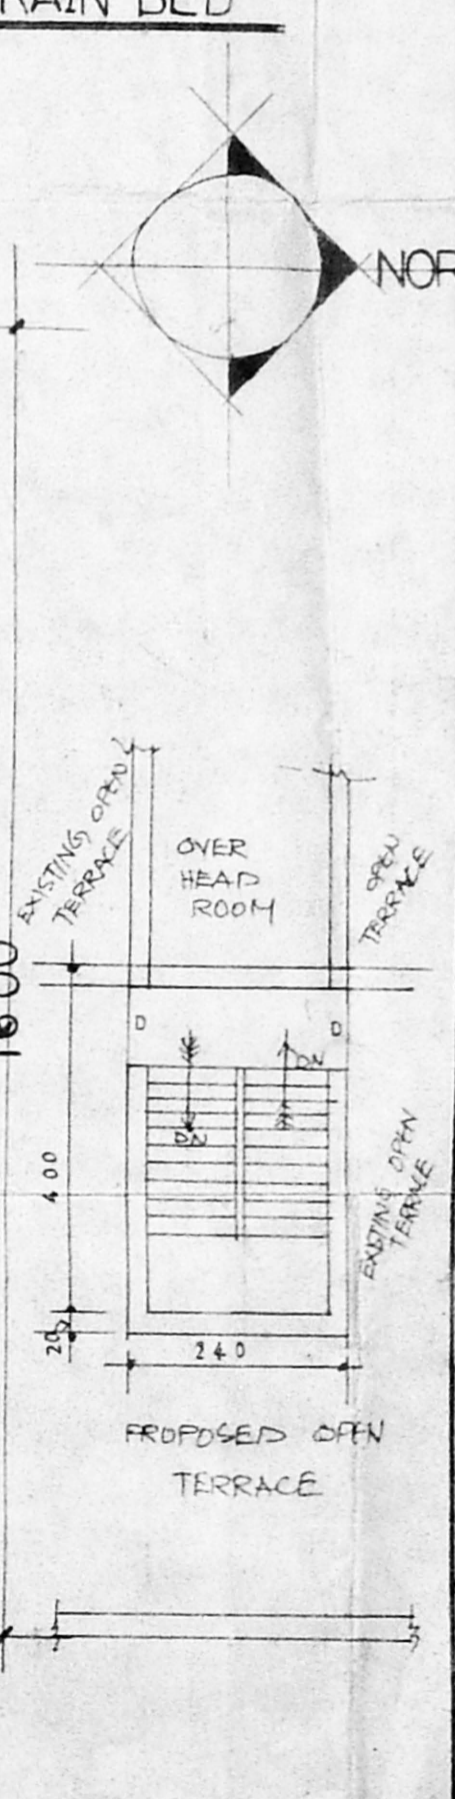 RAIN BED
NOR
EXISTING OPEN
TERRACE
OVER
HEAD
ROOM
OPEN
TERRACE
1600
D
D
DN
DN
400
EXISTING OPEN
TERRACE
20
240
PROPOSED OPEN
TERRACE